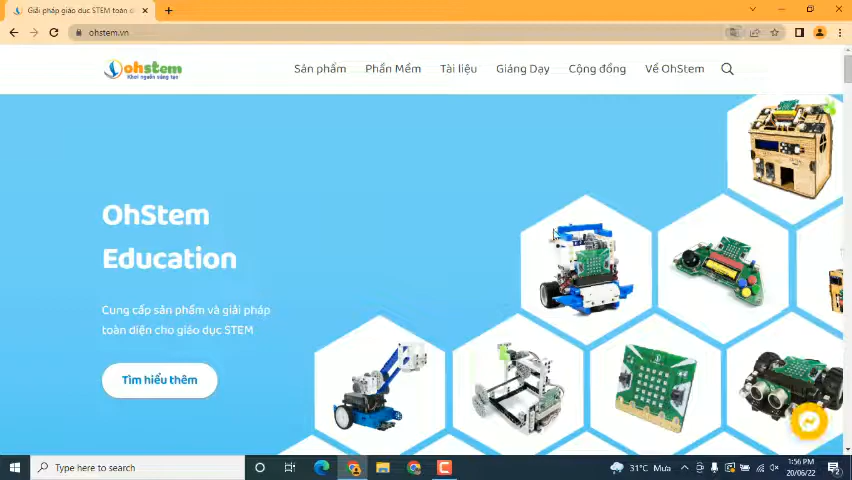 Giải pháp giáo dục STEM toàn d
ohstem.vn
ohstem
Khơi nguồn sáng tạo
Sản phẩm
Phần Mềm
Tài liệu
Giảng Dạy
Cộng đồng
Về OhStem
OhStem
Education
Cung cấp sản phẩm và giải pháp
toàn diện cho giáo dục STEM
Tìm hiểu thêm
Type here to search
31°C Mưa
1:56 PM
20/06/22
2